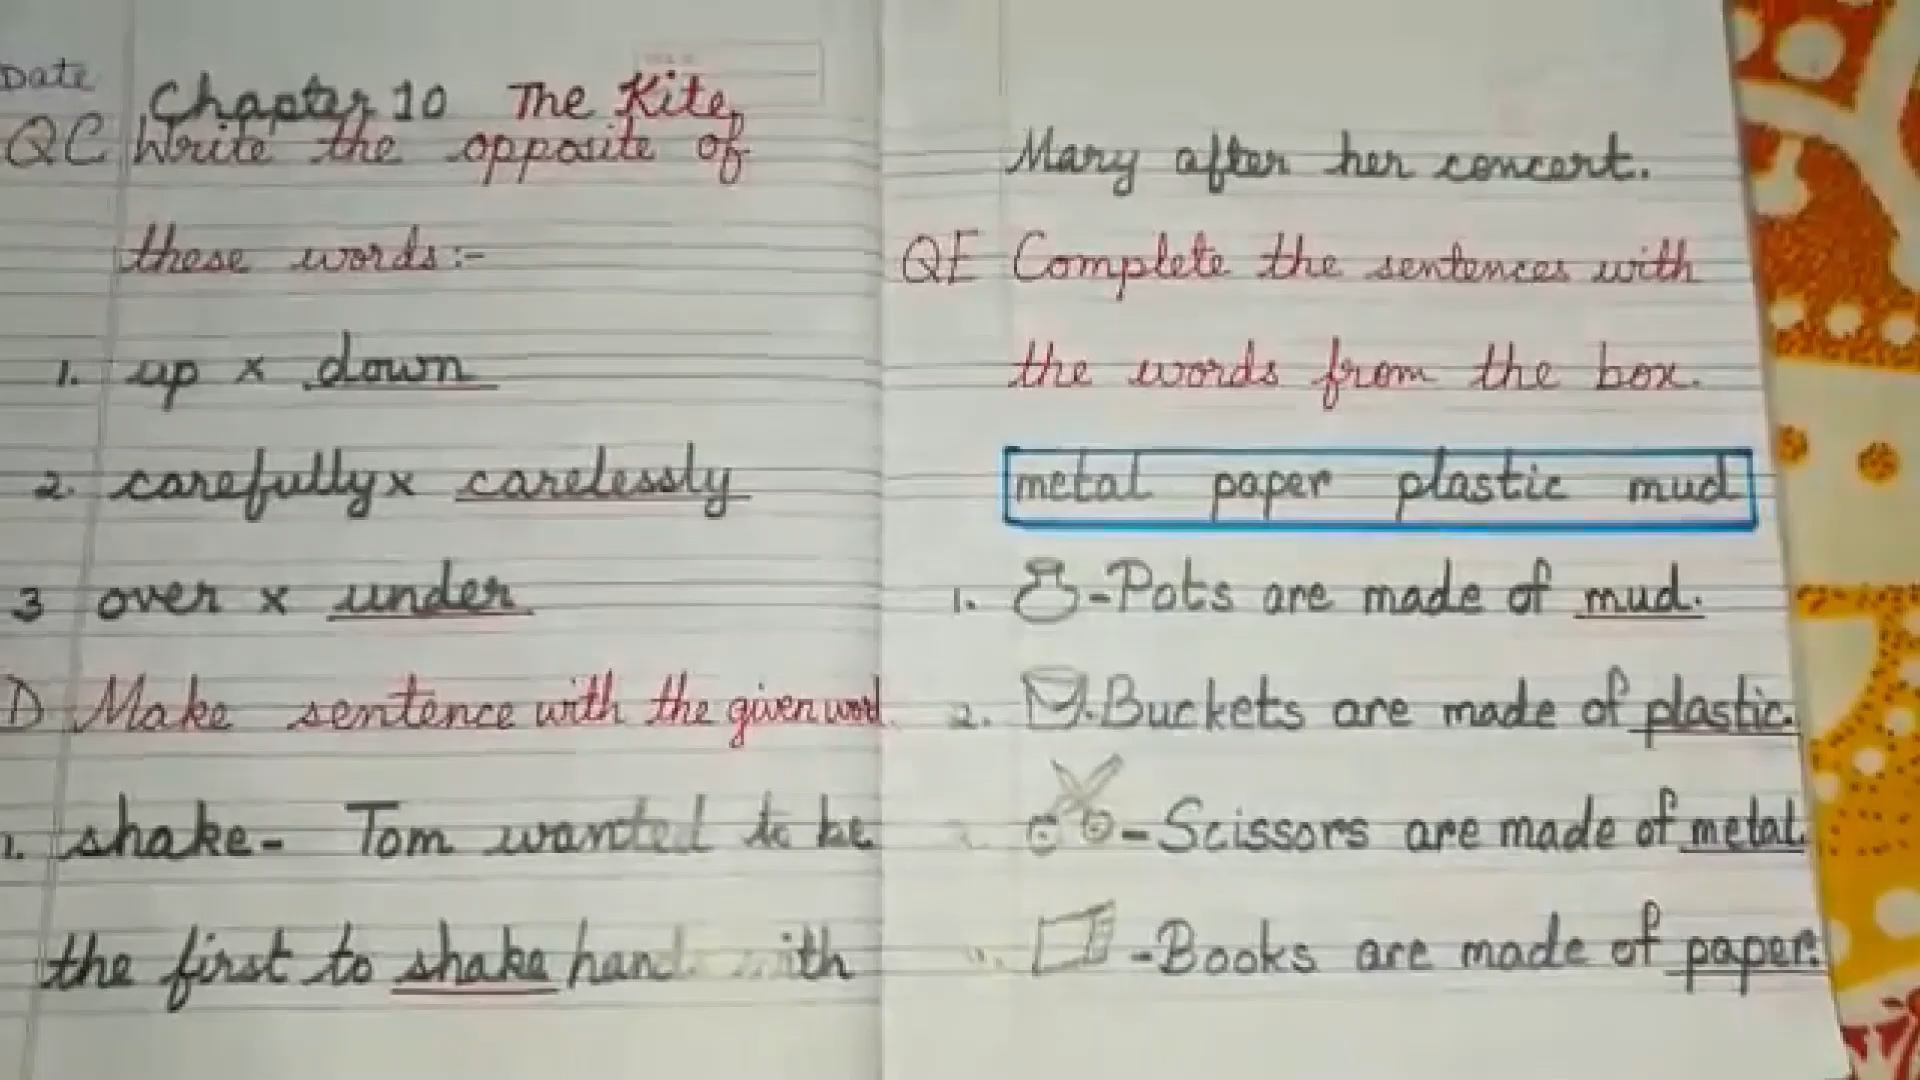 Date
Chapter 10 The Kite
QC Write the opposite of
these words:-
1. up x down
2. carefully x carelessly
3 over x under
D Make sentence with the given word
1. shake- Tom wanted to be
the first to shake hand with
Mary after her concert.
QE Complete the sentences with
the words from the box.
metal paper plastic mud
1. -Pots are made of mud.
2. Buckets are made of plastic.
-Scissors are made of metal.
-Books are made of paper.